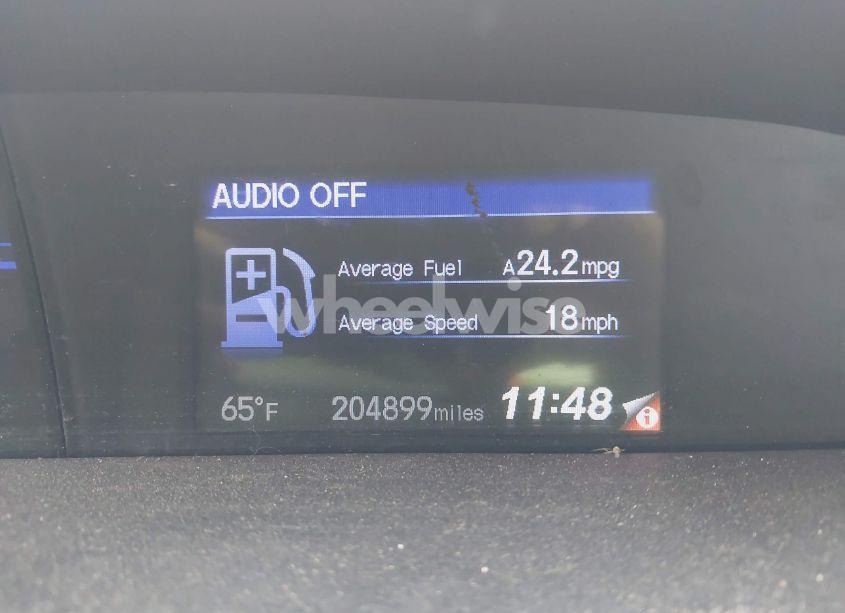 AUDIO OFF
Average Fuel A24.2mpg
wheelwise
Average Speed 18mph
65°F 204899miles 11:48 i